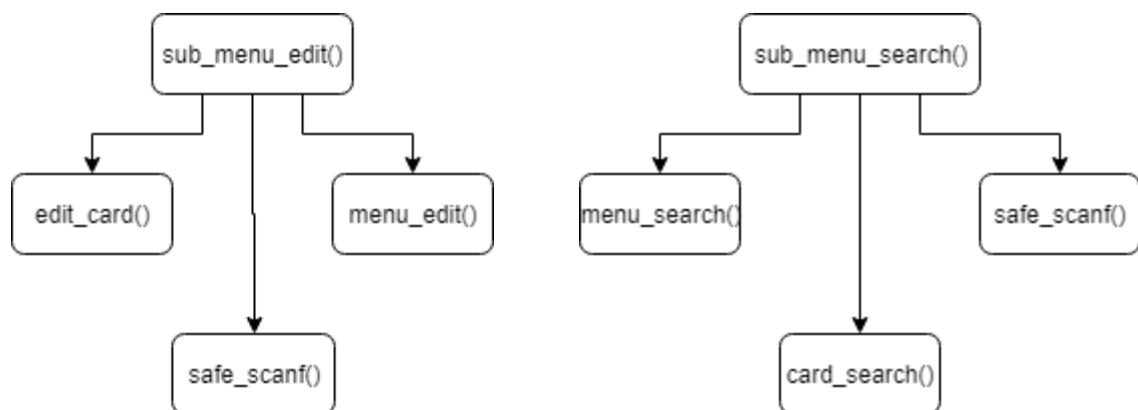 sub_menu_edit()
sub_menu_search()
edit_card()
menu_edit()
menu_search()
safe_scanf()
safe_scanf()
card_search()